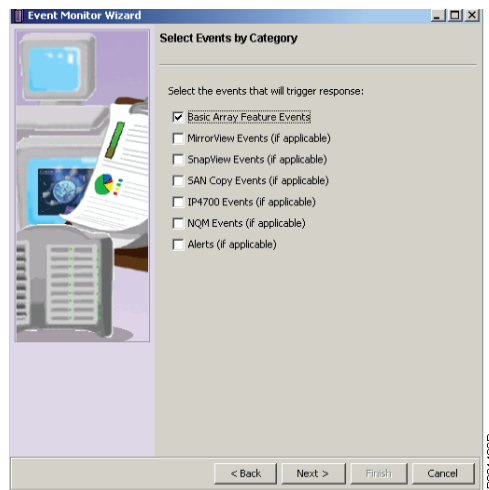 Event Monitor Wizard
Select Events by Category
Select the events that will trigger response:
Basic Array Feature Events
MirrorView Events (if applicable)
SnapView Events (if applicable)
SAN Copy Events (if applicable)
IP4700 Events (if applicable)
NQM Events (if applicable)
Alerts (if applicable)
< Back
Next >
Finish
Cancel